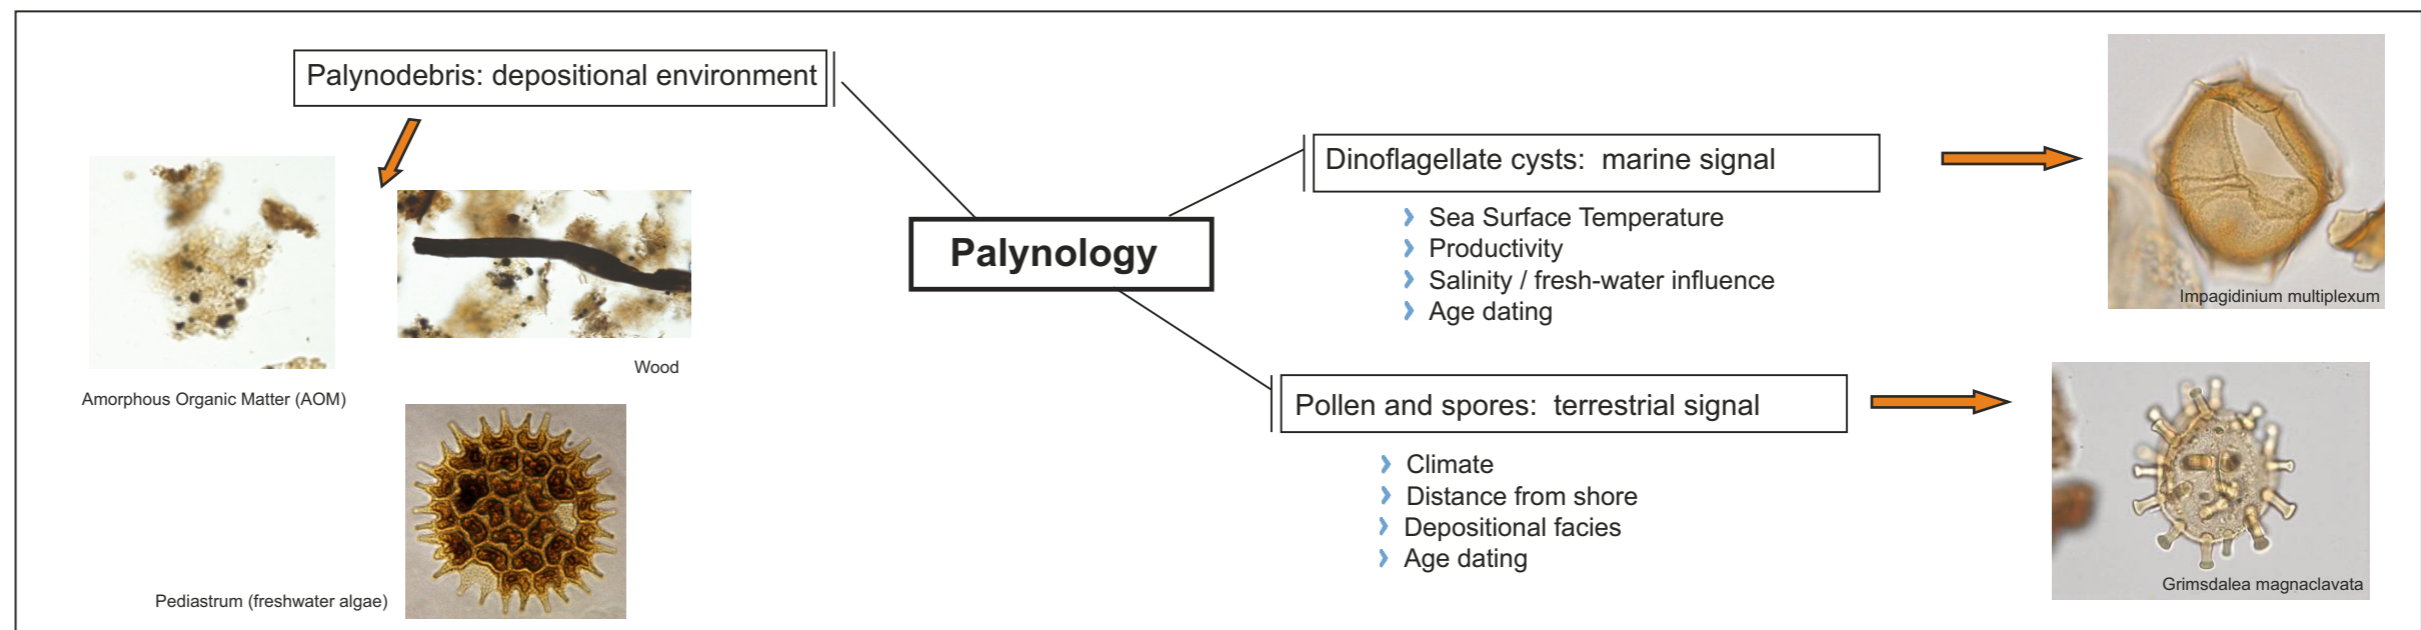 Palynodebris: depositional environment
Amorphous Organic Matter (AOM)
Wood
Pediastrum (freshwater algae)
Palynology
Dinoflagellate cysts: marine signal
Sea Surface Temperature
Productivity
Salinity / fresh-water influence
Age dating
Impagidinium multiplexum
Pollen and spores: terrestrial signal
Climate
Distance from shore
Depositional facies
Age dating
Grimsdalea magnaclavata